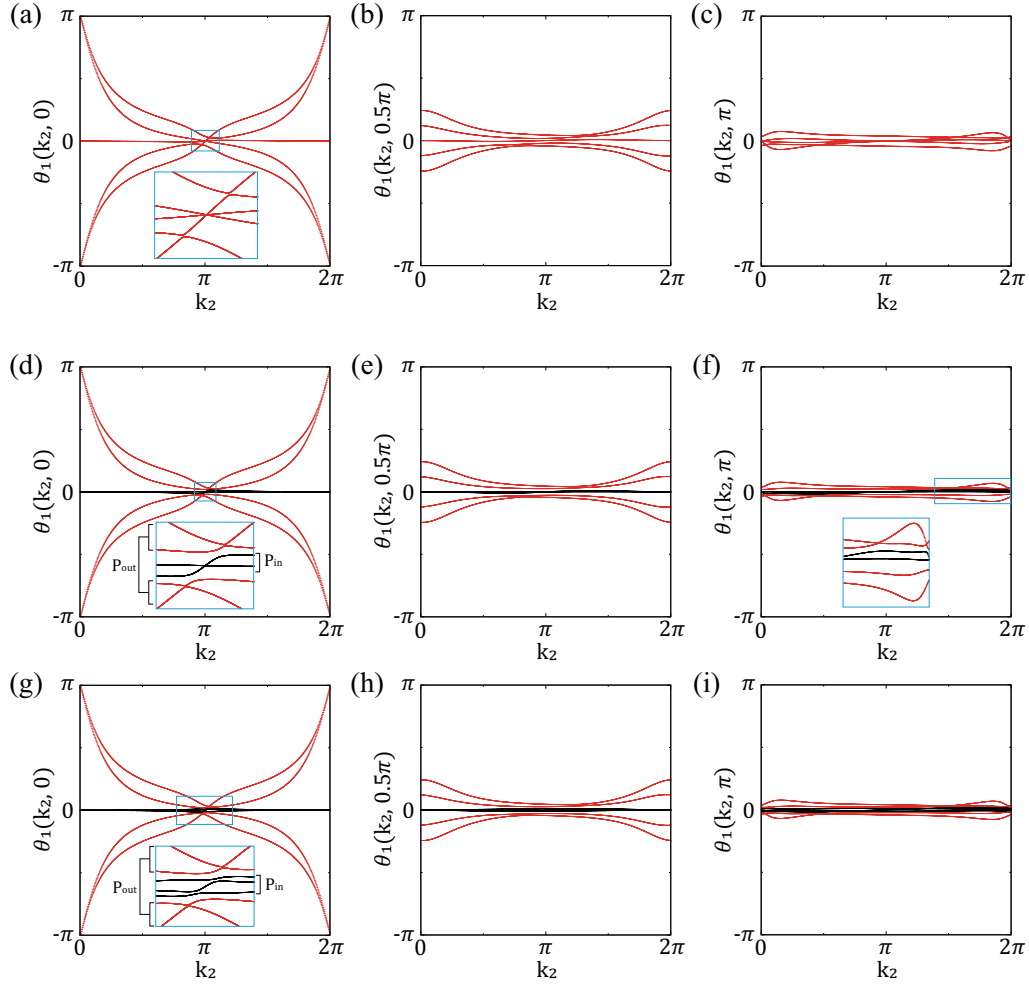 (a) (b) (c)
θ₁(k₂, 0) θ₁(k₂, 0.5π) θ₁(k₂, π)
π 0 -π
0 π 2π 0 π 2π 0 π 2π
k₂ k₂ k₂
(d) (e) (f)
θ₁(k₂, 0) θ₁(k₂, 0.5π) θ₁(k₂, π)
π 0 -π π 0 -π π 0 -π
Pout Pin
0 π 2π 0 π 2π 0 π 2π
k₂ k₂ k₂
(g) (h) (i)
θ₁(k₂, 0) θ₁(k₂, 0.5π) θ₁(k₂, π)
π 0 -π π 0 -π π 0 -π
Pout Pin
0 π 2π 0 π 2π 0 π 2π
k₂ k₂ k₂